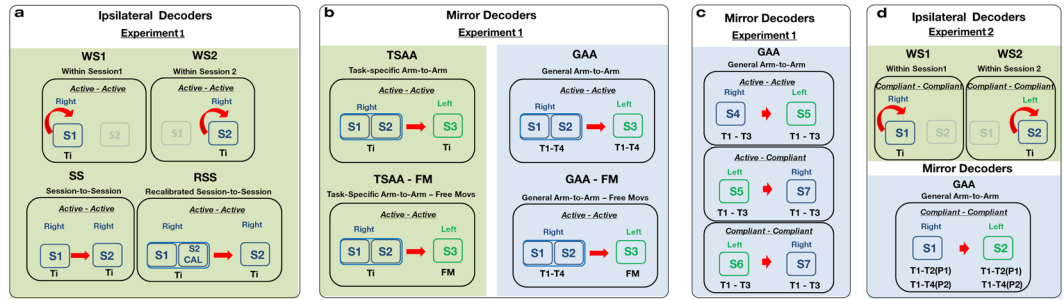 a
Ipsilateral Decoders
Experiment 1
WS1
Within Session1
Active - Active
Right
S1
S2
Ti
WS2
Within Session 2
Active - Active
Right
S1
S2
Ti
SS
Session-to-Session
Active - Active
Right
Right
S1
S2
Ti
Ti
RSS
Recalibrated Session-to-Session
Active - Active
Right
Right
S1
S2
CAL
S2
Ti
Ti
b
Mirror Decoders
Experiment 1
TSAA
Task-specific Arm-to-Arm
Active - Active
Right
Left
S1
S2
S3
Ti
Ti
GAA
General Arm-to-Arm
Active - Active
Right
Left
S1
S2
S3
T1-T4
T1-T4
TSAA - FM
Task-Specific Arm-to-Arm – Free Movs
Active - Active
Right
Left
S1
S2
S3
Ti
FM
GAA - FM
General Arm-to-Arm – Free Movs
Active - Active
Right
Left
S1
S2
S3
T1-T4
FM
c
Mirror Decoders
Experiment 1
GAA
General Arm-to-Arm
Active - Active
Right
Left
S4
S5
T1 - T3
T1 - T3
Active - Compliant
Left
Right
S5
S7
T1 - T3
T1 - T3
Compliant - Compliant
Left
Right
S6
S7
T1 - T3
T1 - T3
d
Ipsilateral Decoders
Experiment 2
WS1
Within Session1
Compliant - Compliant
Right
S1
S2
Ti
WS2
Within Session 2
Compliant - Compliant
Left
S1
S2
Ti
Mirror Decoders
GAA
General Arm-to-Arm
Compliant - Compliant
Right
Left
S1
S2
T1-T2(P1)
T1-T2(P1)
T1-T4(P2)
T1-T4(P2)